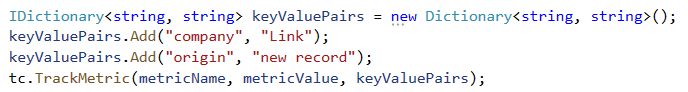 IDictionary<string, string> keyValuePairs = new Dictionary<string, string>();
keyValuePairs.Add("company", "Link");
keyValuePairs.Add("origin", "new record");
tc.TrackMetric(metricName, metricValue, keyValuePairs);